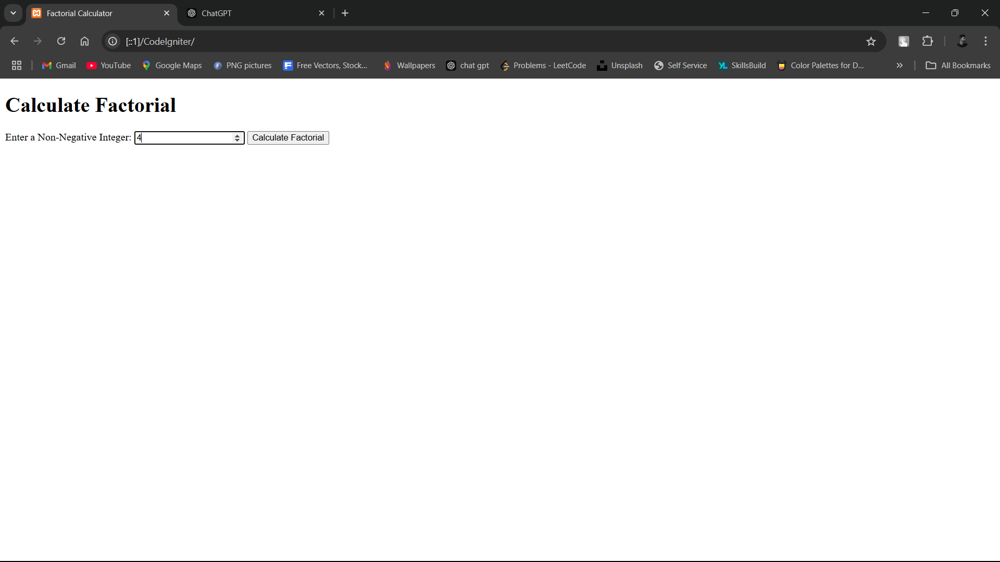 Factorial Calculator
ChatGPT
[::1]/CodeIgniter/
Gmail YouTube Google Maps PNG pictures Free Vectors, Stock... Wallpapers chat gpt Problems - LeetCode Unsplash Self Service SkillsBuild Color Palettes for D... All Bookmarks
Calculate Factorial
Enter a Non-Negative Integer: 4 Calculate Factorial